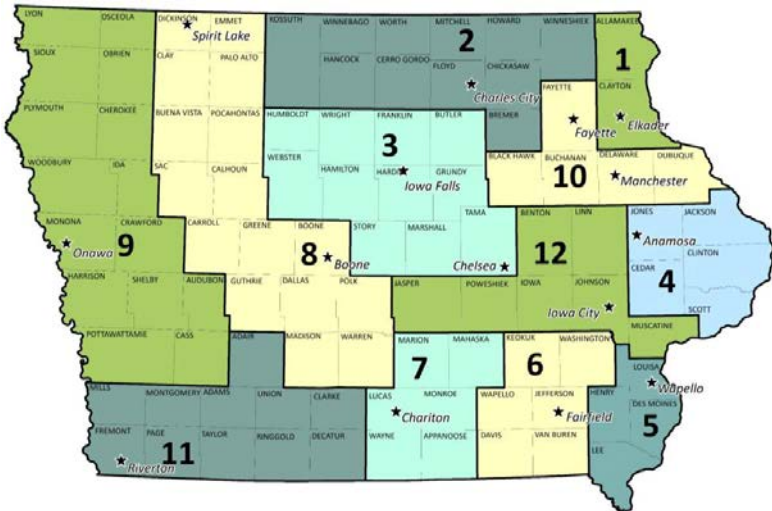 LYON OSCEOLA DICKINSON EMMET KOSSUTH WINNEBAGO WORTH MITCHELL HOWARD WINNESHIEK ALLAMAKEE
Spirit Lake
2
1
SIOUX OBRIEN CLAY PALO ALTO HANCOCK CERRO GORDO FLOYD CHICKASAW CLAYTON
Charles City
FAYETTE
Fayette
Elkader
PLYMOUTH CHEROKEE BUENA VISTA POCAHONTAS HUMBOLDT WRIGHT FRANKLIN BUTLER BREMER
3
WOODBURY IDA SAC CALHOUN WEBSTER HAMILTON HARDIN GRUNDY BLACK HAWK BUCHANAN DELAWARE DUBUQUE
Iowa Falls
10
Manchester
MONONA CRAWFORD CARROLL GREENE BOONE STORY MARSHALL TAMA BENTON LINN JONES JACKSON
Onawa
9
8
Boone
Chelsea
12
Anamosa
CEDAR CLINTON
4
HARRISON SHELBY AUDUBON GUTHRIE DALLAS POLK JASPER POWESHIEK IOWA JOHNSON
Iowa City
SCOTT
MUSCATINE
POTTAWATTAMIE CASS ADAIR MADISON WARREN MARION MAHASKA KEOKUK WASHINGTON
7
6
LOUISA
Wapello
MILLS MONTGOMERY ADAMS UNION CLARKE LUCAS MONROE WAPELLO JEFFERSON HENRY DES MOINES
Chariton
Fairfield
5
FREMONT PAGE TAYLOR RINGGOLD DECATUR WAYNE APPANOOSE DAVIS VAN BUREN LEE
Riverton
11